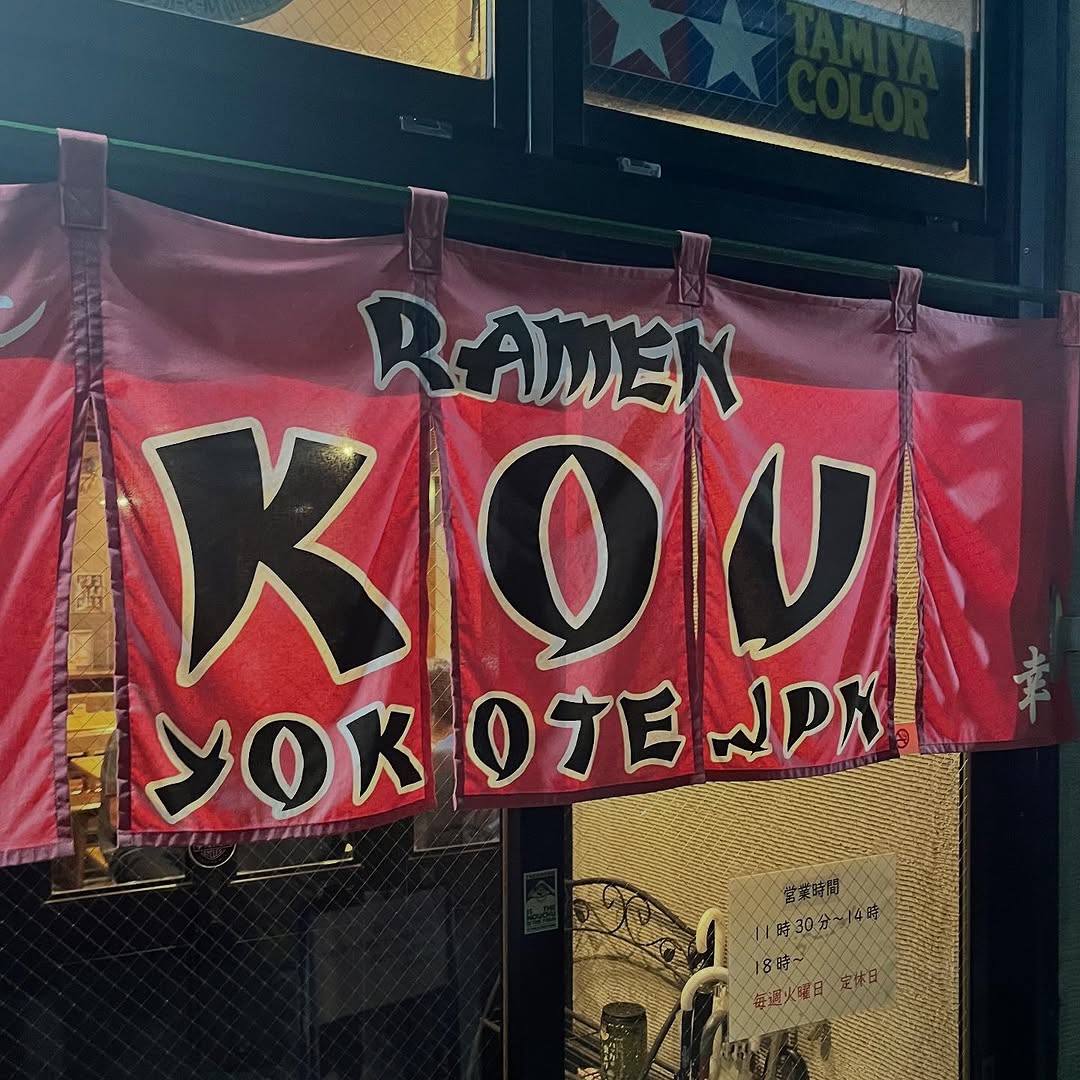 TAMIYA
COLOR
RAMEN
KOU
YOKOTE JPN
幸
営業時間
11時30分~14時
18時~
毎週火曜日 定休日